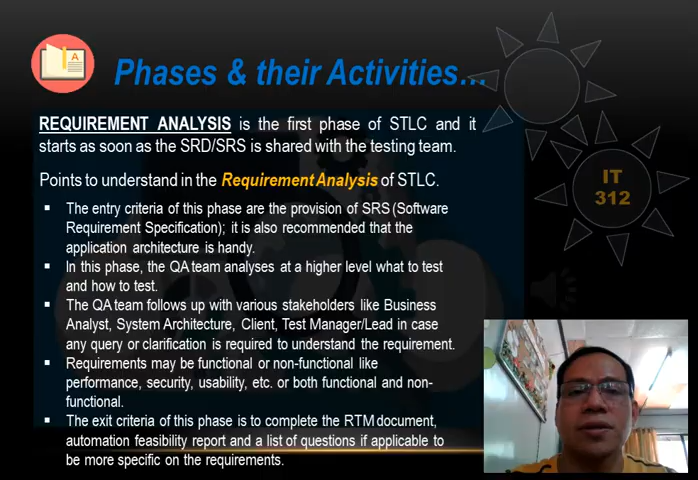 A
Phases & their Activities...
REQUIREMENT ANALYSIS is the first phase of STLC and it
starts as soon as the SRD/SRS is shared with the testing team.
Points to understand in the Requirement Analysis of STLC.
▪ The entry criteria of this phase are the provision of SRS (Software
Requirement Specification); it is also recommended that the
application architecture is handy.
▪ In this phase, the QA team analyses at a higher level what to test
and how to test.
▪ The QA team follows up with various stakeholders like Business
Analyst, System Architecture, Client, Test Manager/Lead in case
any query or clarification is required to understand the requirement.
▪ Requirements may be functional or non-functional like
performance, security, usability, etc. or both functional and non-
functional.
▪ The exit criteria of this phase is to complete the RTM document,
automation feasibility report and a list of questions if applicable to
be more specific on the requirements.
IT
312